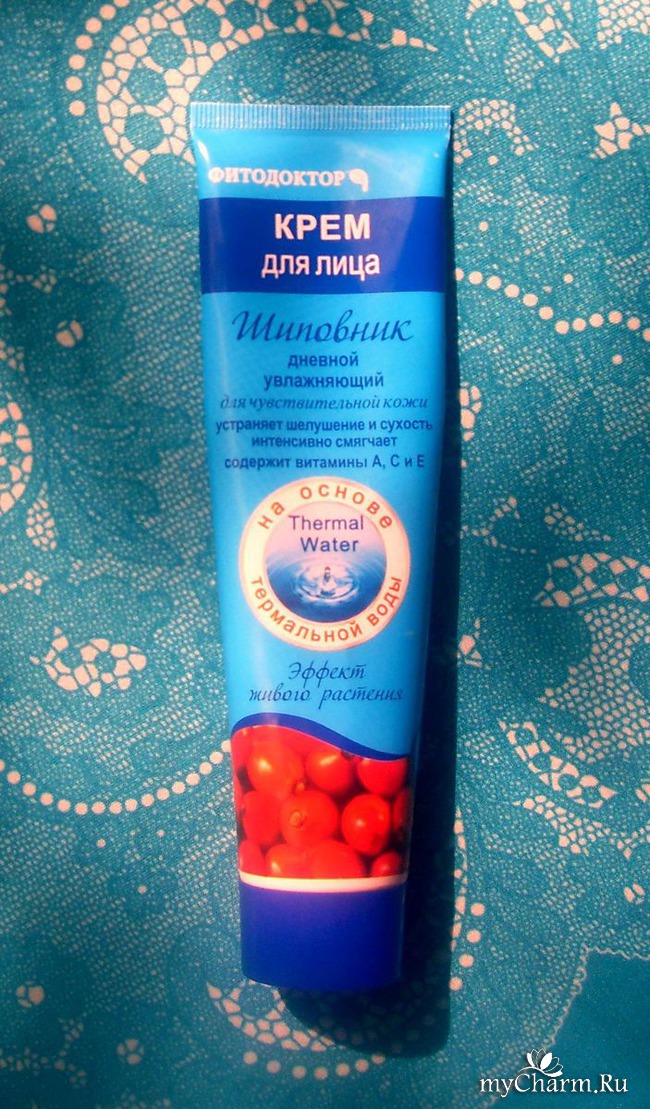 ФИТОДОКТОР
КРЕМ
ДЛЯ ЛИЦА
Шиповник
дневной
увлажняющий
для чувствительной кожи
устраняет шелушение и сухость
интенсивно смягчает
содержит витамины А, С и Е
на основе
Thermal
Water
термальной воды
Эффект
живого растения
myCharm.Ru